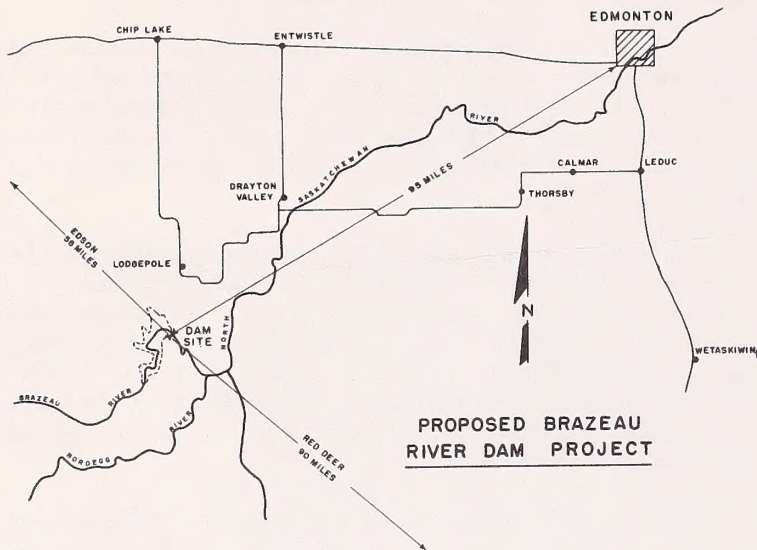 EDMONTON
CHIP LAKE
ENTWISTLE
RIVER
SASKATCHEWAN
NORTH
95 MILES
CALMAR
LEDUC
DRAYTON
VALLEY
THORSBY
EDSON
58 MILES
LODGEPOLE
N
DAM
SITE
WETASKIWIN
BRAZEAU
RIVER
NORDEGG
RIVER
RED DEER
90 MILES
PROPOSED BRAZEAU
RIVER DAM PROJECT